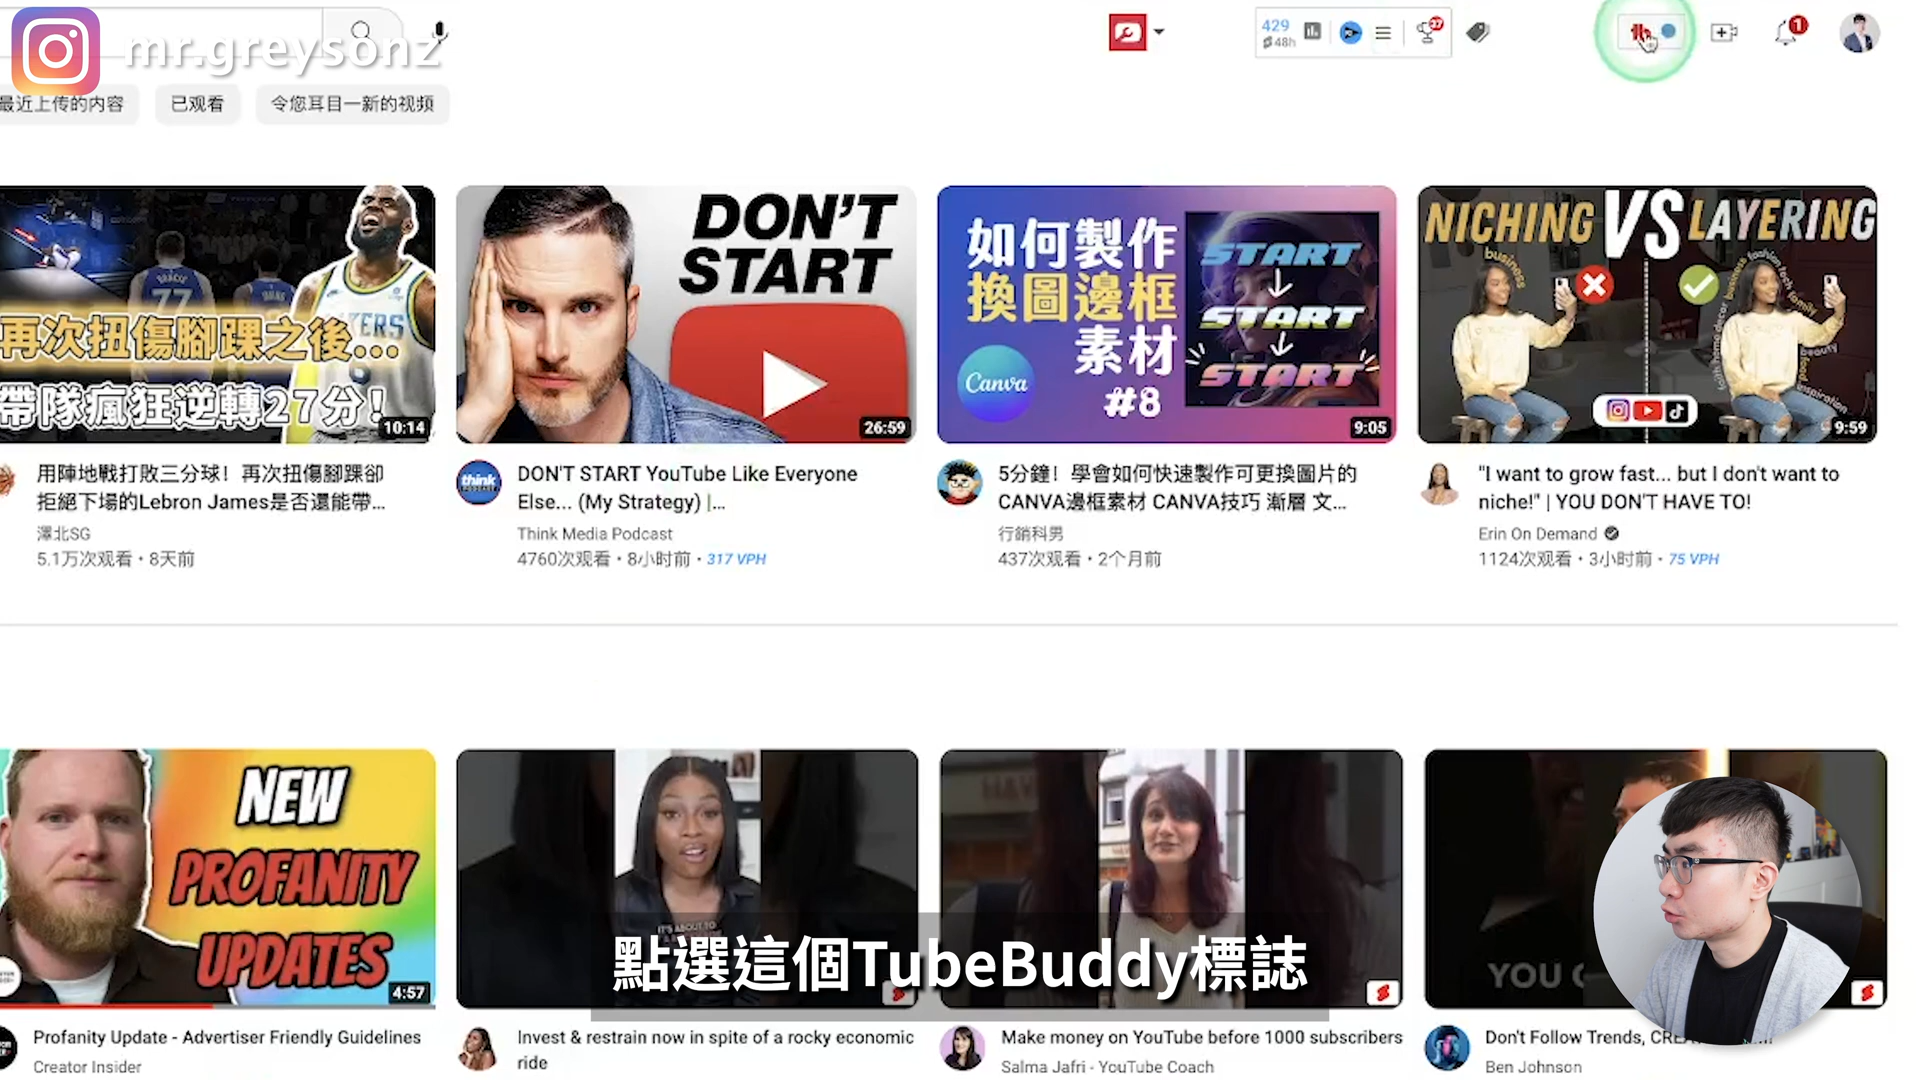 mr.greysonz
429
48h
27
1
最近上传的内容
已观看
令您耳目一新的视频
77
再次扭傷腳踝之後...
帶隊瘋狂逆轉27分!
10:14
DON'T
START
26:59
如何製作
換圖邊框
素材
#8
Canva
START
START
START
9:05
NICHING VS LAYERING
business
9:59
用陣地戰打敗三分球！再次扭傷腳踝卻
拒絕下場的Lebron James是否還能帶...
澤北SG
5.1万次观看・8天前
think
DON'T START YouTube Like Everyone
Else... (My Strategy) |...
Think Media Podcast
4760次观看・8小时前・317 VPH
5分鐘！學會如何快速製作可更換圖片的
CANVA邊框素材 CANVA技巧 漸層 文...
行銷科男
437次观看・2个月前
"I want to grow fast... but I don't want to
niche!" | YOU DON'T HAVE TO!
Erin On Demand
1124次观看・3小时前・75 VPH
NEW
PROFANITY
UPDATES
4:57
IT'S ABOUT TO
YOU
點選這個TubeBuddy標誌
Profanity Update - Advertiser Friendly Guidelines
Creator Insider
Invest & restrain now in spite of a rocky economic
ride
Make money on YouTube before 1000 subscribers
Salma Jafri - YouTube Coach
Don't Follow Trends,
Ben Johnson